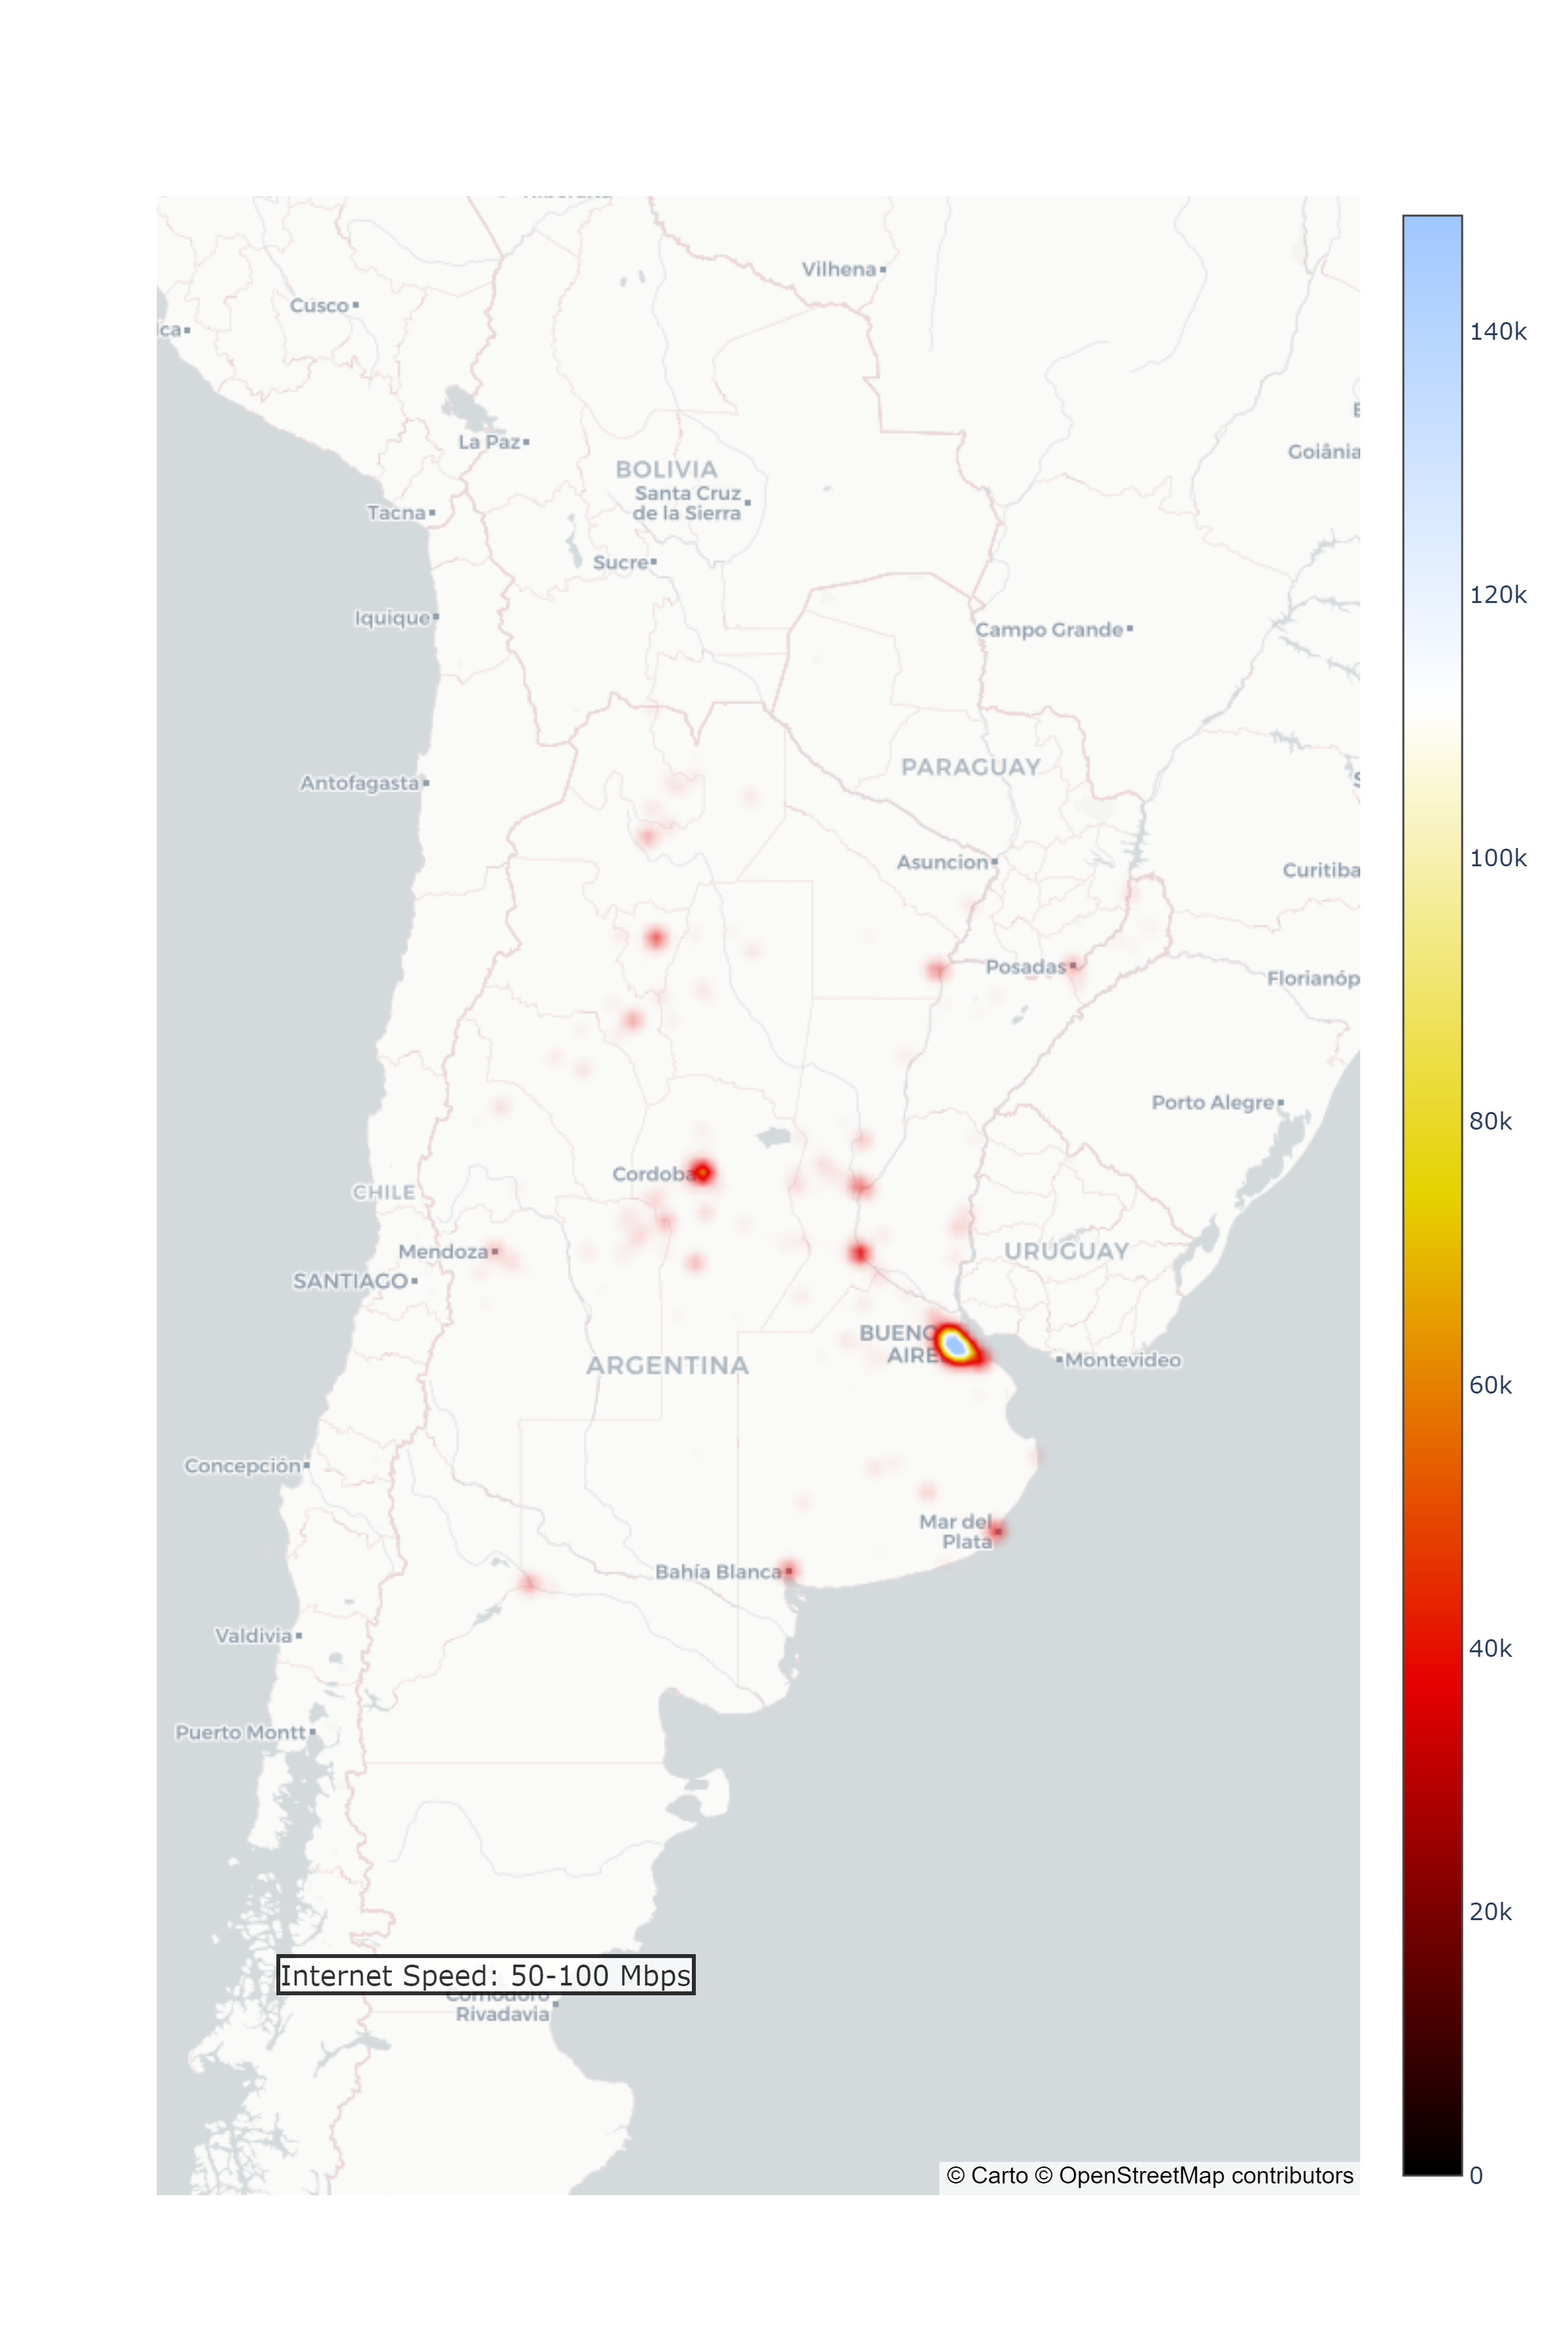 Vilhena
Cusco
ica
La Paz
BOLIVIA
Santa Cruz
de la Sierra
Goiânia
Tacna
Sucre
Iquique
Campo Grande
PARAGUAY
Antofagasta
Asuncion
Curitiba
Posadas
Florianóp
Porto Alegre
Cordoba
CHILE
Mendoza
URUGUAY
SANTIAGO
BUENO
AIRE
Montevideo
ARGENTINA
Concepción
Mar del
Plata
Bahía Blanca
Valdivia
Puerto Montt
Internet Speed: 50-100 Mbps
Comodoro
Rivadavia
© Carto © OpenStreetMap contributors
140k
120k
100k
80k
60k
40k
20k
0